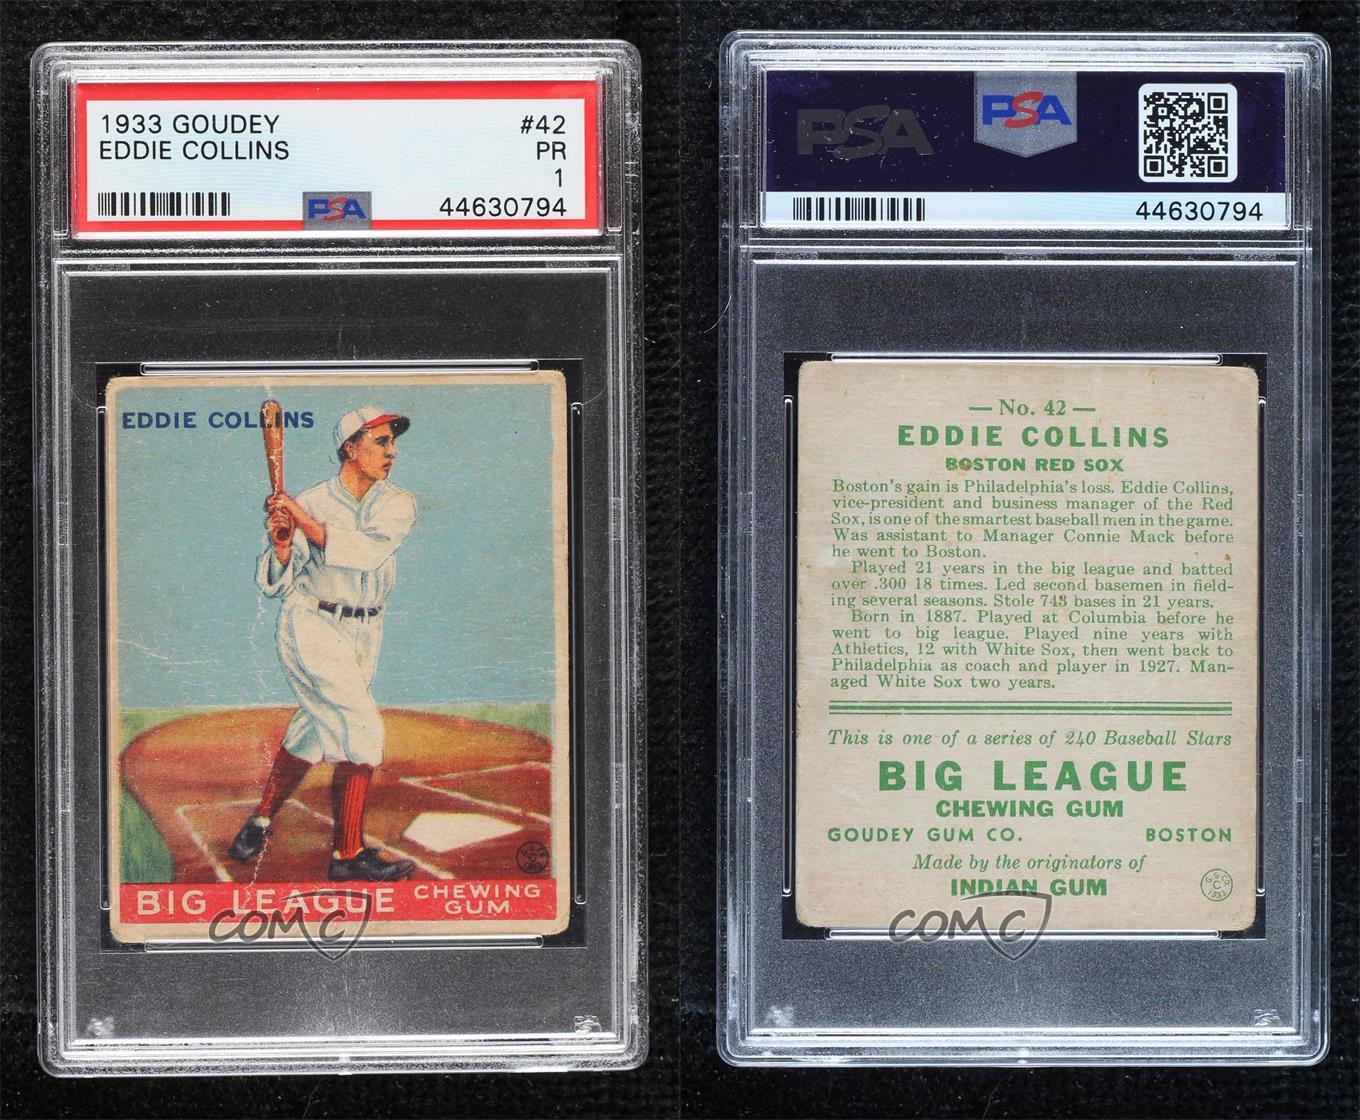 1933 GOUDEY #42
EDDIE COLLINS PR
1
PSA 44630794
EDDIE COLLINS
BIG LEAGUE CHEWING GUM
COMC
PSA PSA
44630794
— No. 42 —
EDDIE COLLINS
BOSTON RED SOX
Boston's gain is Philadelphia's loss. Eddie Collins,
vice-president and business manager of the Red
Sox, is one of the smartest baseball men in the game.
Was assistant to Manager Connie Mack before
he went to Boston.
Played 21 years in the big league and batted
over .300 18 times. Led second basemen in field-
ing several seasons. Stole 743 bases in 21 years.
Born in 1887. Played at Columbia before he
went to big league. Played nine years with
Athletics, 12 with White Sox, then went back to
Philadelphia as coach and player in 1927. Man-
aged White Sox two years.
This is one of a series of 240 Baseball Stars
BIG LEAGUE
CHEWING GUM
GOUDEY GUM CO. BOSTON
Made by the originators of
INDIAN GUM
G.G.CO.
C
1933
COMC